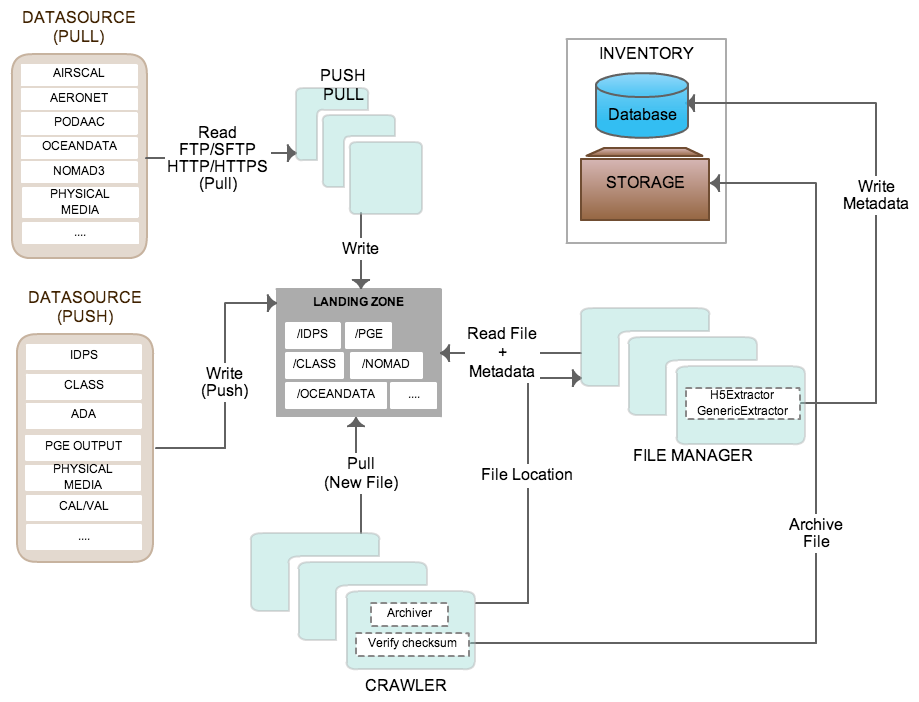 DATASOURCE
(PULL)
AIRSCAL
AERONET
PODAAC
OCEANDATA
NOMAD3
PHYSICAL
MEDIA
....
Read
FTP/SFTP
HTTP/HTTPS
(Pull)
PUSH
PULL
Write
INVENTORY
Database
STORAGE
Write
Metadata
DATASOURCE
(PUSH)
IDPS
CLASS
ADA
PGE OUTPUT
PHYSICAL
MEDIA
CAL/VAL
....
Write
(Push)
LANDING ZONE
/IDPS
/PGE
/CLASS
/NOMAD
/OCEANDATA
....
Read File
+
Metadata
H5Extractor
GenericExtractor
FILE MANAGER
Pull
(New File)
File Location
Archive
File
Archiver
Verify checksum
CRAWLER